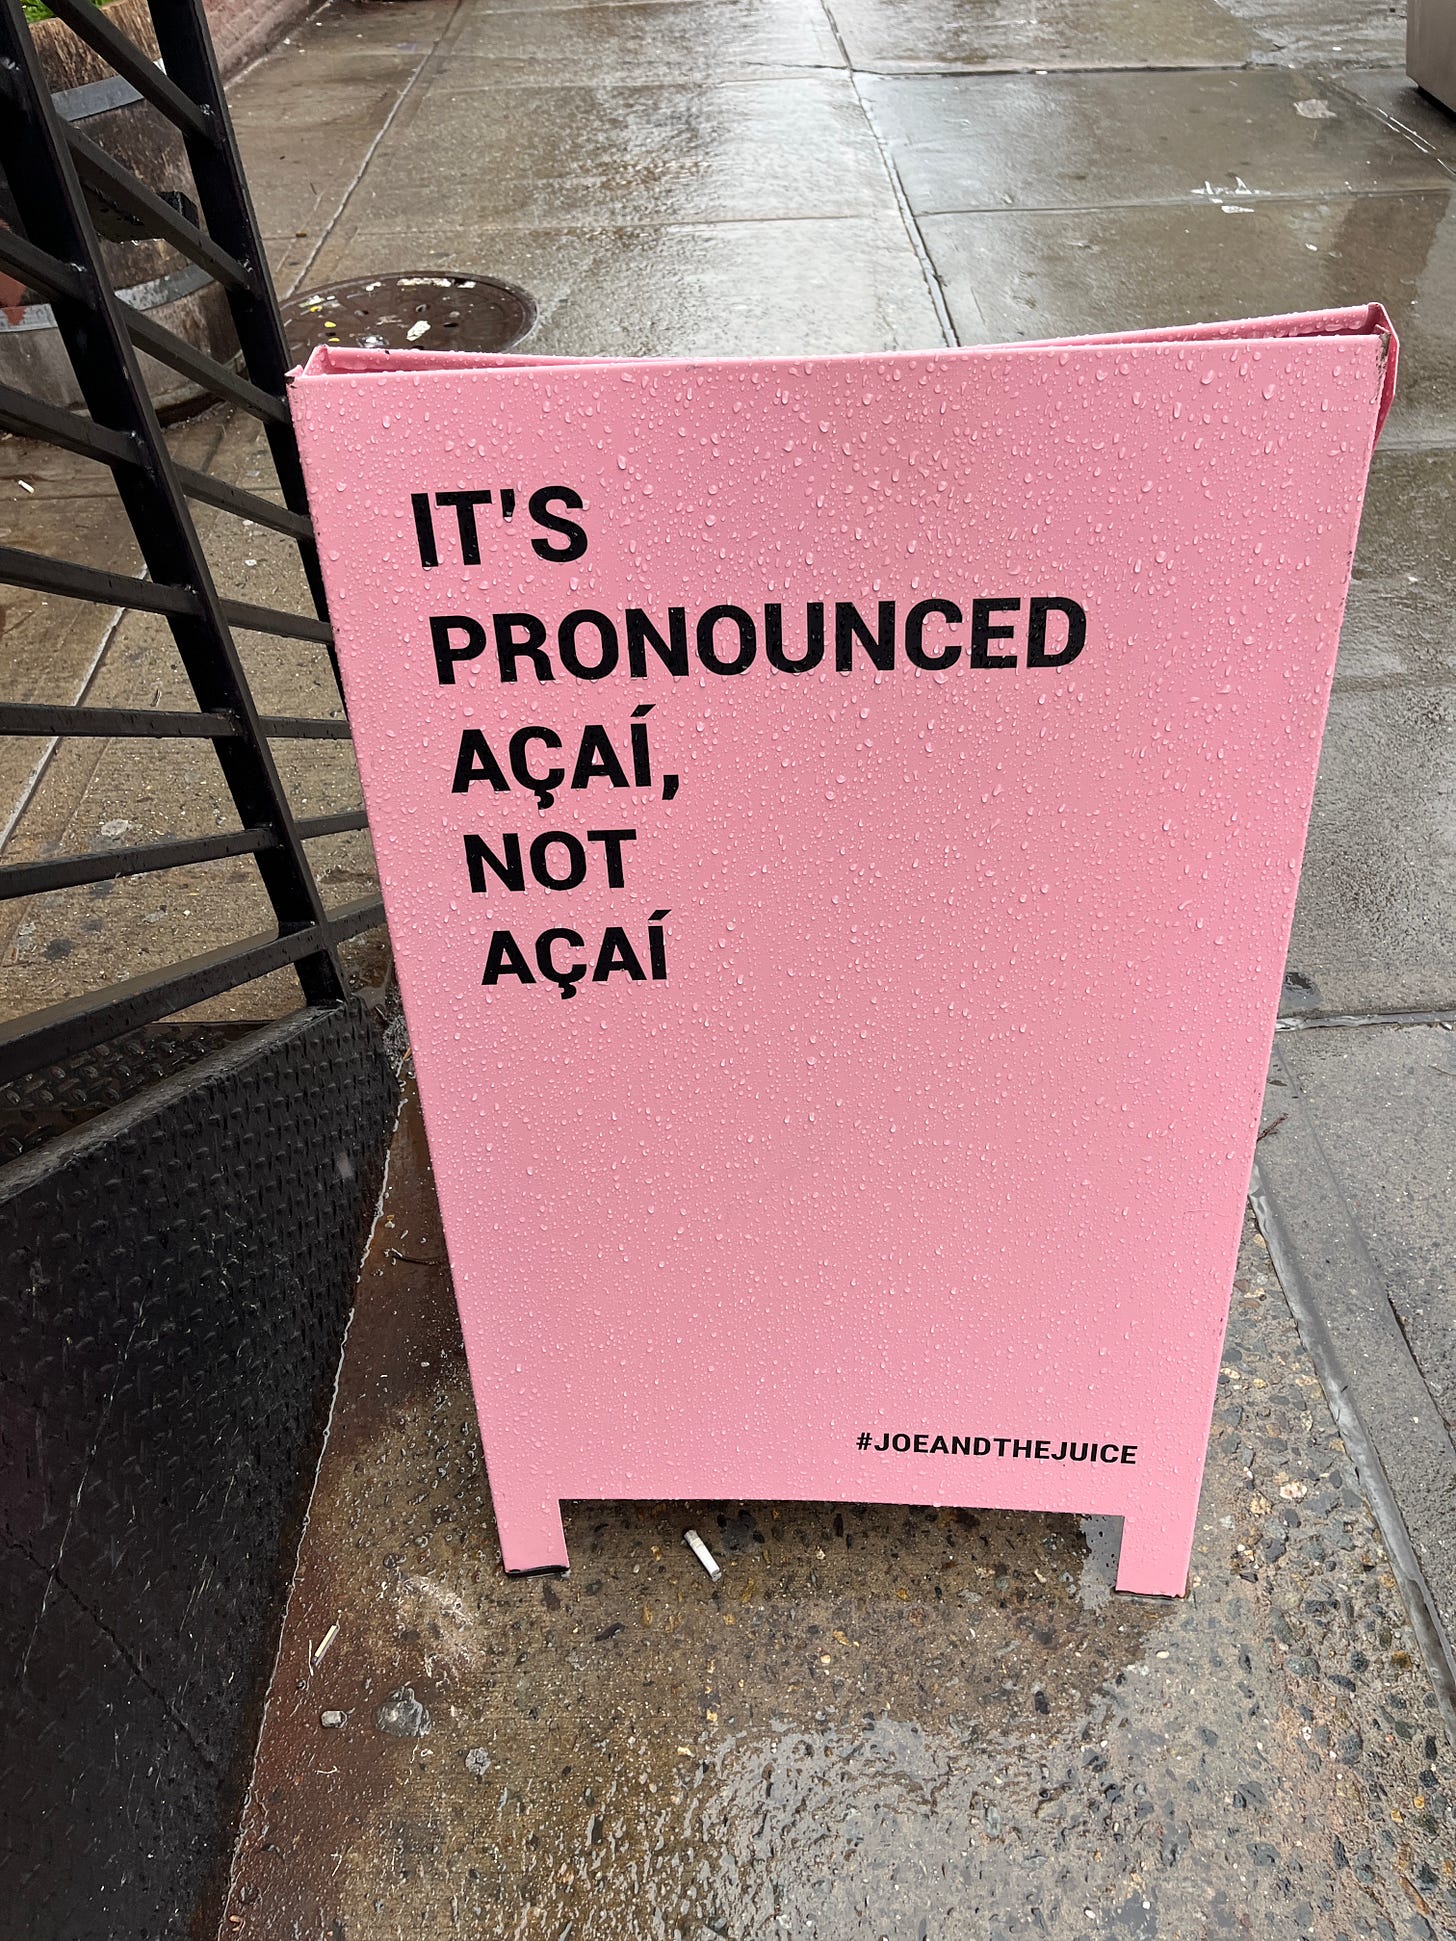 IT'S
PRONOUNCED
AÇAÍ,
NOT
AÇAÍ
#JOEANDTHEJUICE